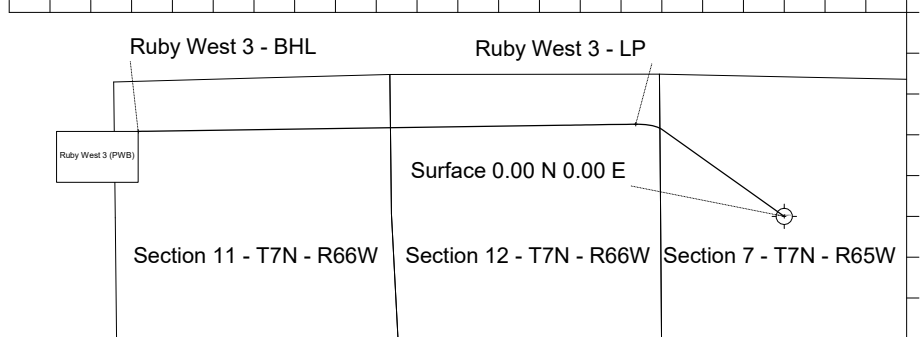 Ruby West 3 - BHL
Ruby West 3 - LP
Ruby West 3 (PWB)
Surface 0.00 N 0.00 E
Section 11 - T7N - R66W
Section 12 - T7N - R66W
Section 7 - T7N - R65W